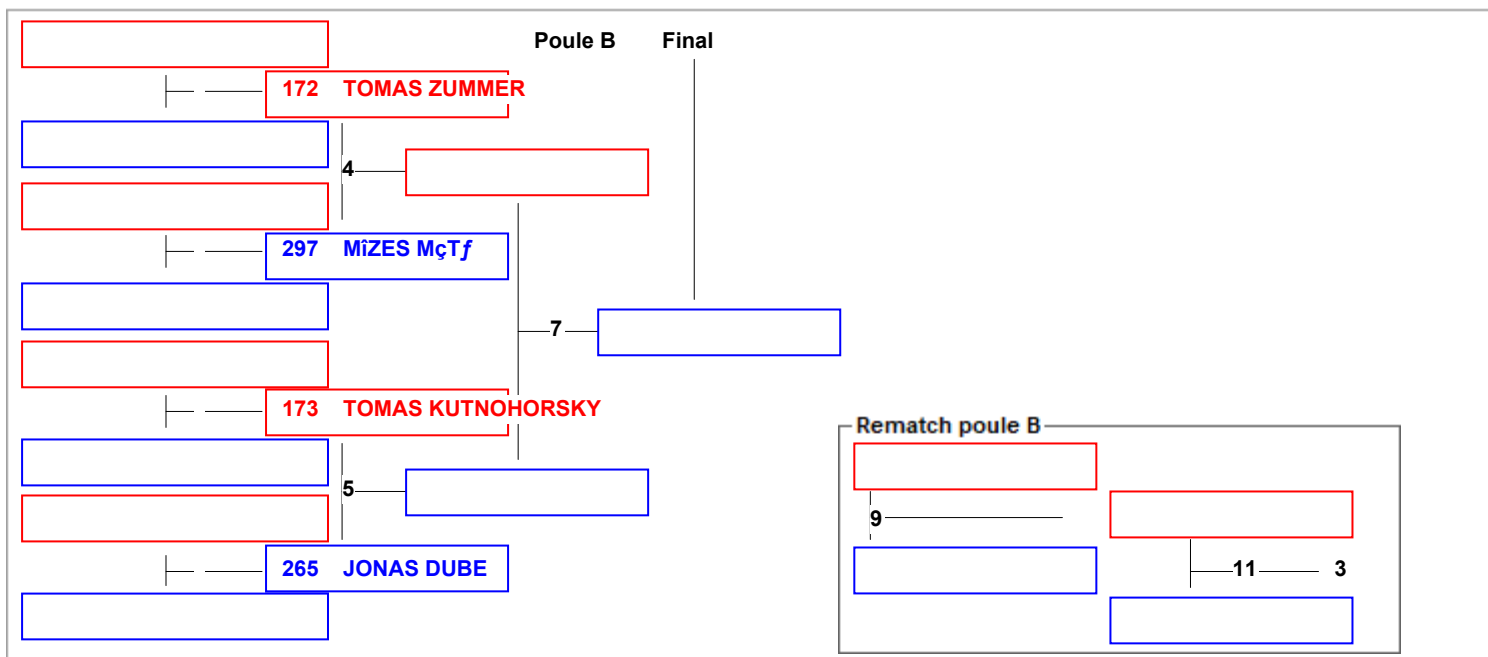 Poule B Final
172 TOMAS ZUMMER
4
297 MîZES MçTƒ
7
173 TOMAS KUTNOHORSKY
Rematch poule B
5
9
265 JONAS DUBE
11 3